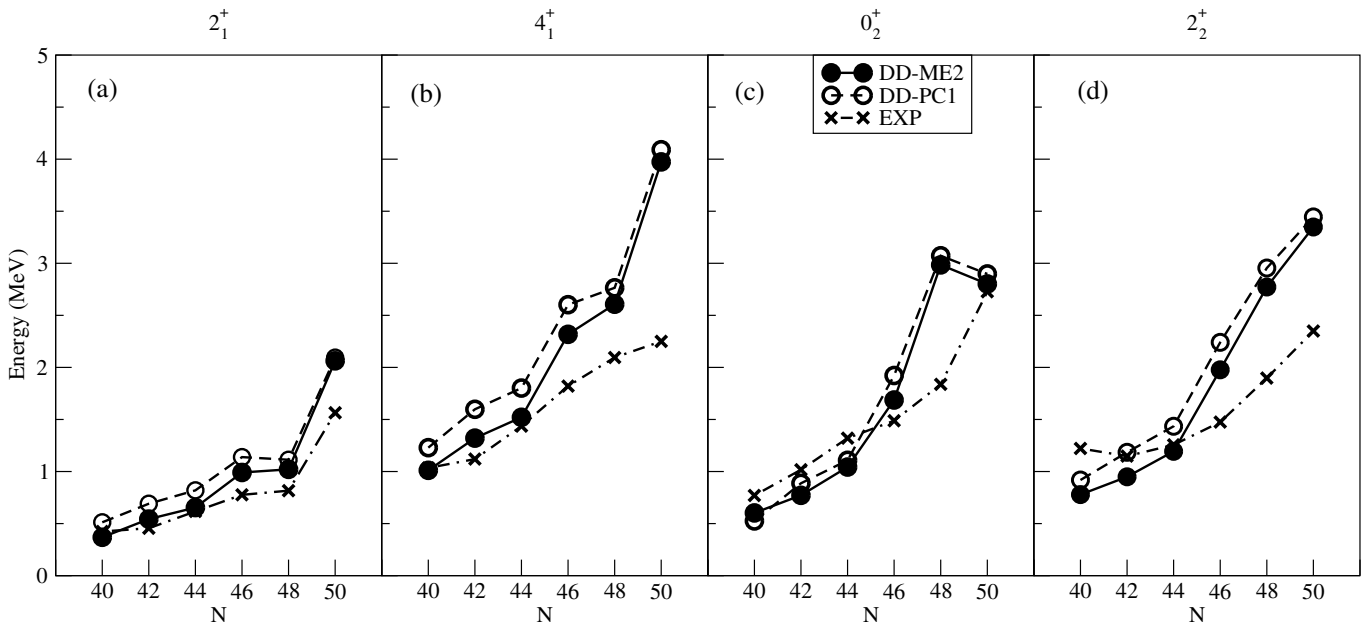 2₁⁺ 4₁⁺ 0₂⁺ 2₂⁺
(a) (b) (c) (d)
DD-ME2
DD-PC1
EXP
5
4
3
2
1
0
Energy (MeV)
40 42 44 46 48 50 40 42 44 46 48 50 40 42 44 46 48 50 40 42 44 46 48 50
N N N N